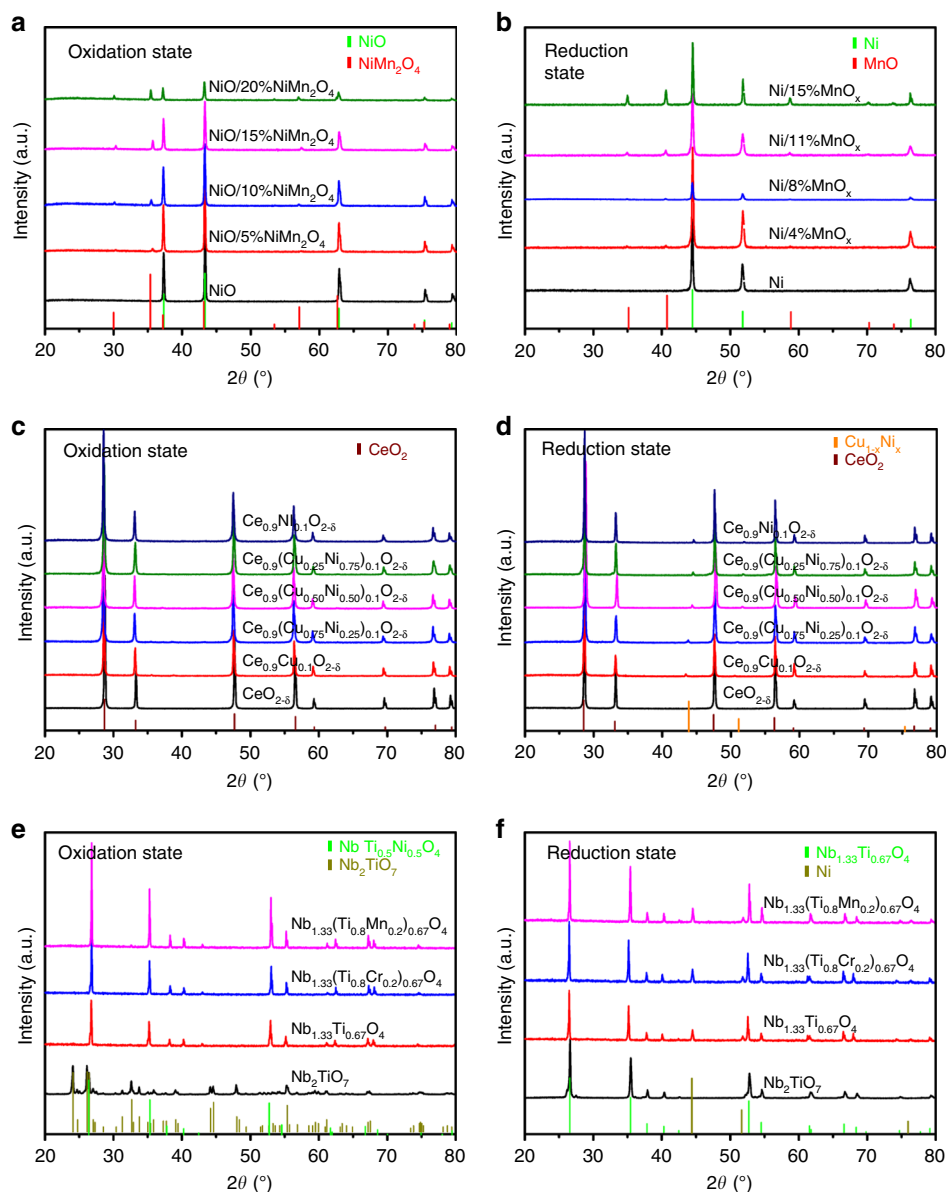 a
Oxidation state
NiO
NiMn₂O₄
NiO/20%NiMn₂O₄
NiO/15%NiMn₂O₄
NiO/10%NiMn₂O₄
NiO/5%NiMn₂O₄
NiO
Intensity (a.u.)
20 30 40 50 60 70 80
2θ (°)
b
Reduction
state
Ni
MnO
Ni/15%MnOₓ
Ni/11%MnOₓ
Ni/8%MnOₓ
Ni/4%MnOₓ
Ni
Intensity (a.u.)
20 30 40 50 60 70 80
2θ (°)
c
Oxidation state
CeO₂
Ce₀.₉Ni₀.₁O₂₋δ
Ce₀.₉(Cu₀.₂₅Ni₀.₇₅)₀.₁O₂₋δ
Ce₀.₉(Cu₀.₅₀Ni₀.₅₀)₀.₁O₂₋δ
Ce₀.₉(Cu₀.₇₅Ni₀.₂₅)₀.₁O₂₋δ
Ce₀.₉Cu₀.₁O₂₋δ
CeO₂₋δ
Intensity (a.u.)
20 30 40 50 60 70 80
2θ (°)
d
Reduction state
Cu₁₋ₓNiₓ
CeO₂
Ce₀.₉Ni₀.₁O₂₋δ
Ce₀.₉(Cu₀.₂₅Ni₀.₇₅)₀.₁O₂₋δ
Ce₀.₉(Cu₀.₅₀Ni₀.₅₀)₀.₁O₂₋δ
Ce₀.₉(Cu₀.₇₅Ni₀.₂₅)₀.₁O₂₋δ
Ce₀.₉Cu₀.₁O₂₋δ
CeO₂₋δ
Intensity (a.u.)
20 30 40 50 60 70 80
2θ (°)
e
Oxidation state
Nb Ti₀.₅Ni₀.₅O₄
Nb₂TiO₇
Nb₁.₃₃(Ti₀.₈Mn₀.₂)₀.₆₇O₄
Nb₁.₃₃(Ti₀.₈Cr₀.₂)₀.₆₇O₄
Nb₁.₃₃Ti₀.₆₇O₄
Nb₂TiO₇
Intensity (a.u.)
20 30 40 50 60 70 80
2θ (°)
f
Reduction state
Nb₁.₃₃Ti₀.₆₇O₄
Ni
Nb₁.₃₃(Ti₀.₈Mn₀.₂)₀.₆₇O₄
Nb₁.₃₃(Ti₀.₈Cr₀.₂)₀.₆₇O₄
Nb₁.₃₃Ti₀.₆₇O₄
Nb₂TiO₇
Intensity (a.u.)
20 30 40 50 60 70 80
2θ (°)